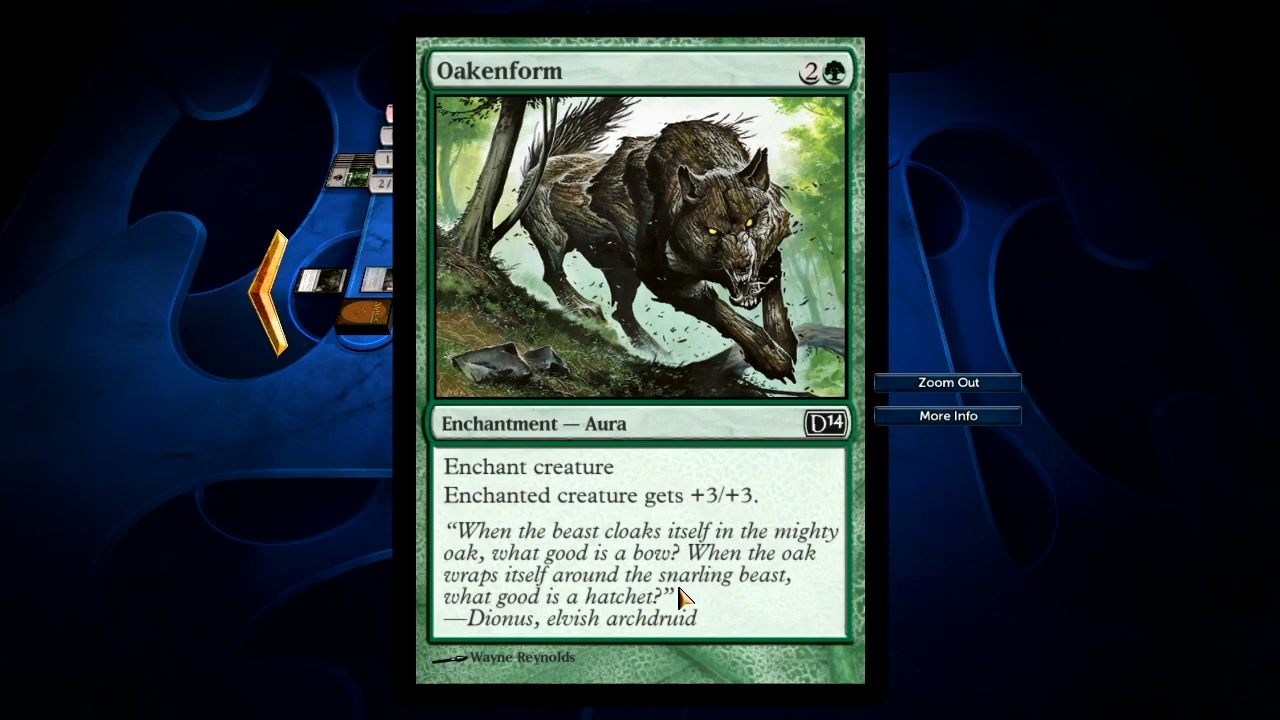 Oakenform
2
Zoom Out
Enchantment — Aura
D14
More Info
Enchant creature
Enchanted creature gets +3/+3.
“When the beast cloaks itself in the mighty
oak, what good is a bow? When the oak
wraps itself around the snarling beast,
what good is a hatchet?”
—Dionus, elvish archdruid
Wayne Reynolds